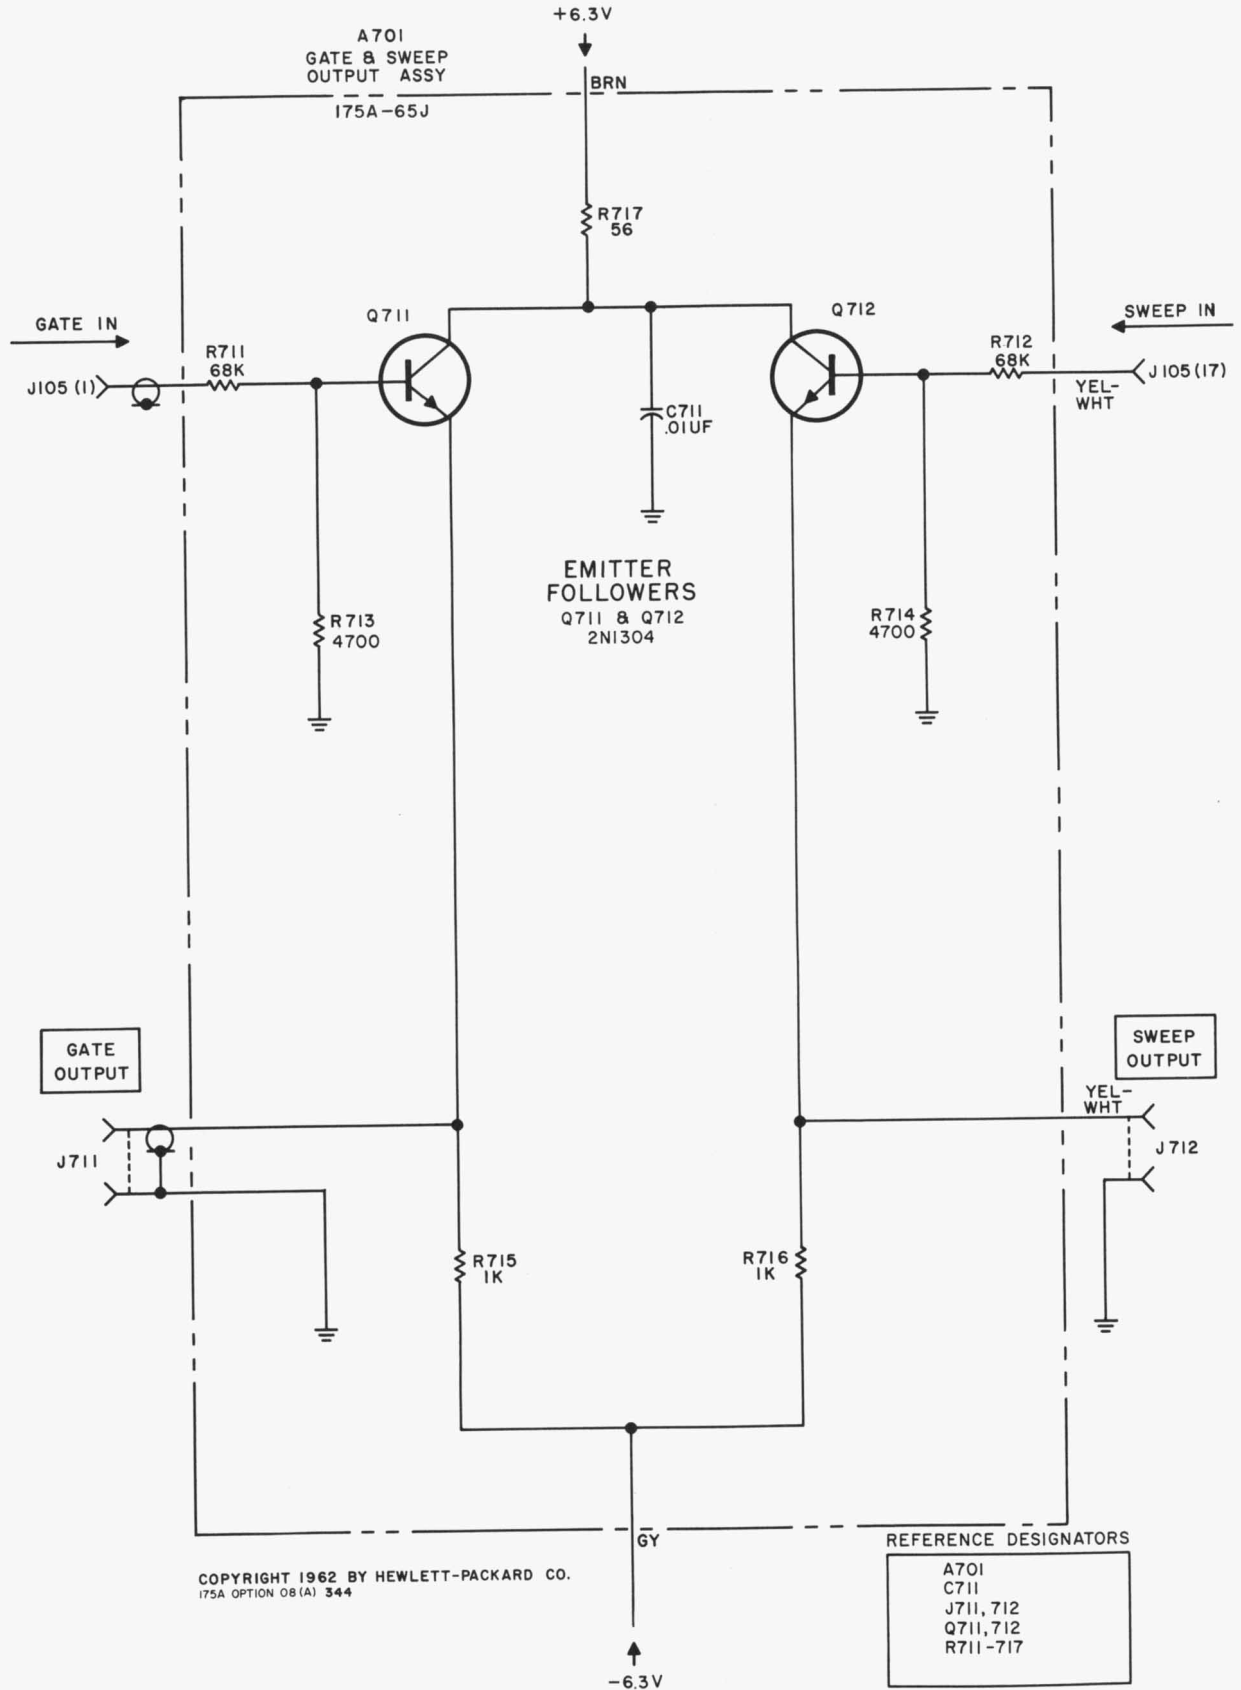 +6.3V
A701
GATE & SWEEP
OUTPUT ASSY
BRN
175A-65J
R717
56
GATE IN
Q711
Q712
SWEEP IN
R711
68K
R712
68K
J105 (1)
J105 (17)
YEL-
WHT
C711
.01UF
EMITTER
FOLLOWERS
Q711 & Q712
2N1304
R713
4700
R714
4700
GATE
OUTPUT
SWEEP
OUTPUT
YEL-
WHT
J711
J712
R715
1K
R716
1K
GY
REFERENCE DESIGNATORS
A701
C711
J711, 712
Q711, 712
R711-717
COPYRIGHT 1962 BY HEWLETT-PACKARD CO.
175A OPTION 08 (A) 344
-6.3V